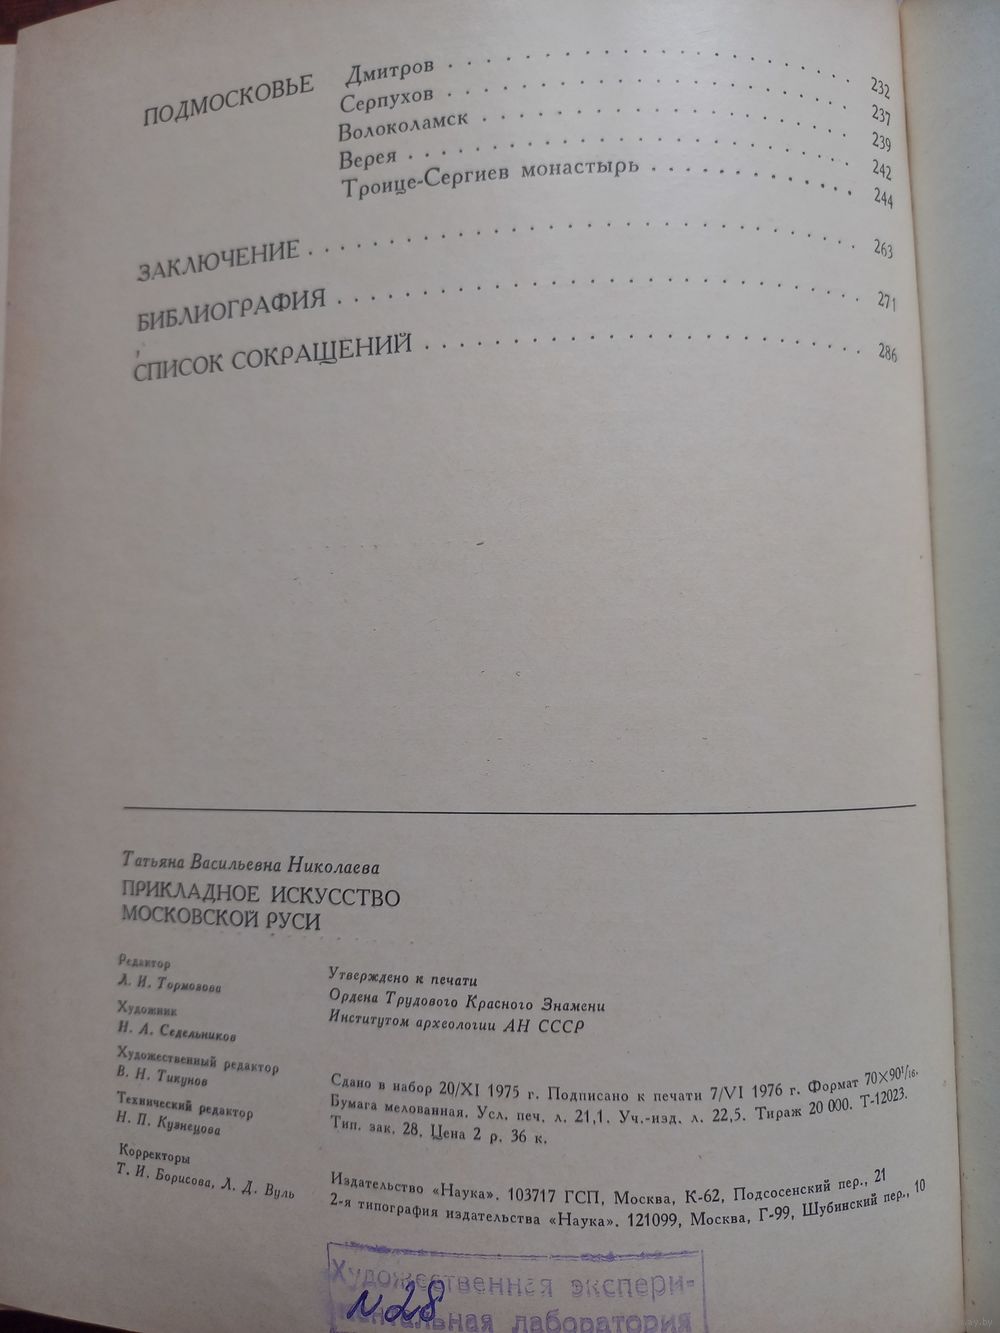 ПОДМОСКОВЬЕ Дмитров . . . . . . . . . . . . . . . . . . 232
Серпухов . . . . . . . . . . . . . . . . . . 237
Волоколамск . . . . . . . . . . . . . . . . 239
Верея . . . . . . . . . . . . . . . . . . . . 242
Троице-Сергиев монастырь . . . . . . . . . 244
ЗАКЛЮЧЕНИЕ . . . . . . . . . . . . . . . . . . . . . 263
БИБЛИОГРАФИЯ . . . . . . . . . . . . . . . . . . . . 271
СПИСОК СОКРАЩЕНИЙ . . . . . . . . . . . . . . . . 286
Татьяна Васильевна Николаева
ПРИКЛАДНОЕ ИСКУССТВО
МОСКОВСКОЙ РУСИ
Редактор
Л. И. Тормозова
Художник
Н. А. Седельников
Художественный редактор
В. Н. Тикунов
Технический редактор
Н. П. Кузнецова
Корректоры
Т. И. Борисова, Л. Д. Вуль
Утверждено к печати
Ордена Трудового Красного Знамени
Институтом археологии АН СССР
Сдано в набор 20/XI 1975 г. Подписано к печати 7/VI 1976 г. Формат 70×90¹/₁₆.
Бумага мелованная. Усл. печ. л. 21,1. Уч.-изд. л. 22,5. Тираж 20 000. Т-12023.
Тип. зак. 28. Цена 2 р. 36 к.
Издательство «Наука». 103717 ГСП, Москва, К-62, Подсосенский пер., 21
2-я типография издательства «Наука». 121099, Москва, Г-99, Шубинский пер., 10
Художественная экспери-
ментальная лаборатория
N 28
ay.by